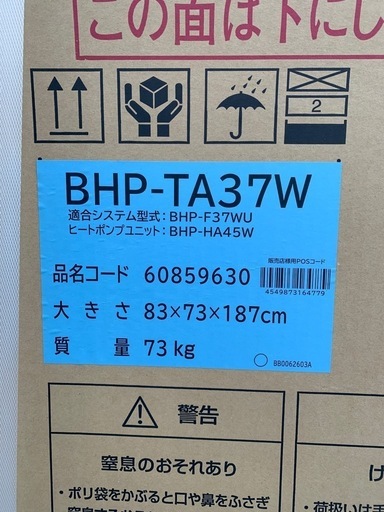 この面は下にし
2
BHP-TA37W
適合システム型式：BHP-F37WU
ヒートポンプユニット：BHP-HA45W
販売店様用POSコード
品名コード 60859630
4549873164779
大きさ 83×73×187cm
質量 73kg
BB0062603A
警告
窒息のおそれあり
・ポリ袋をかぶると口や鼻をふさぎ
・荷扱いけ